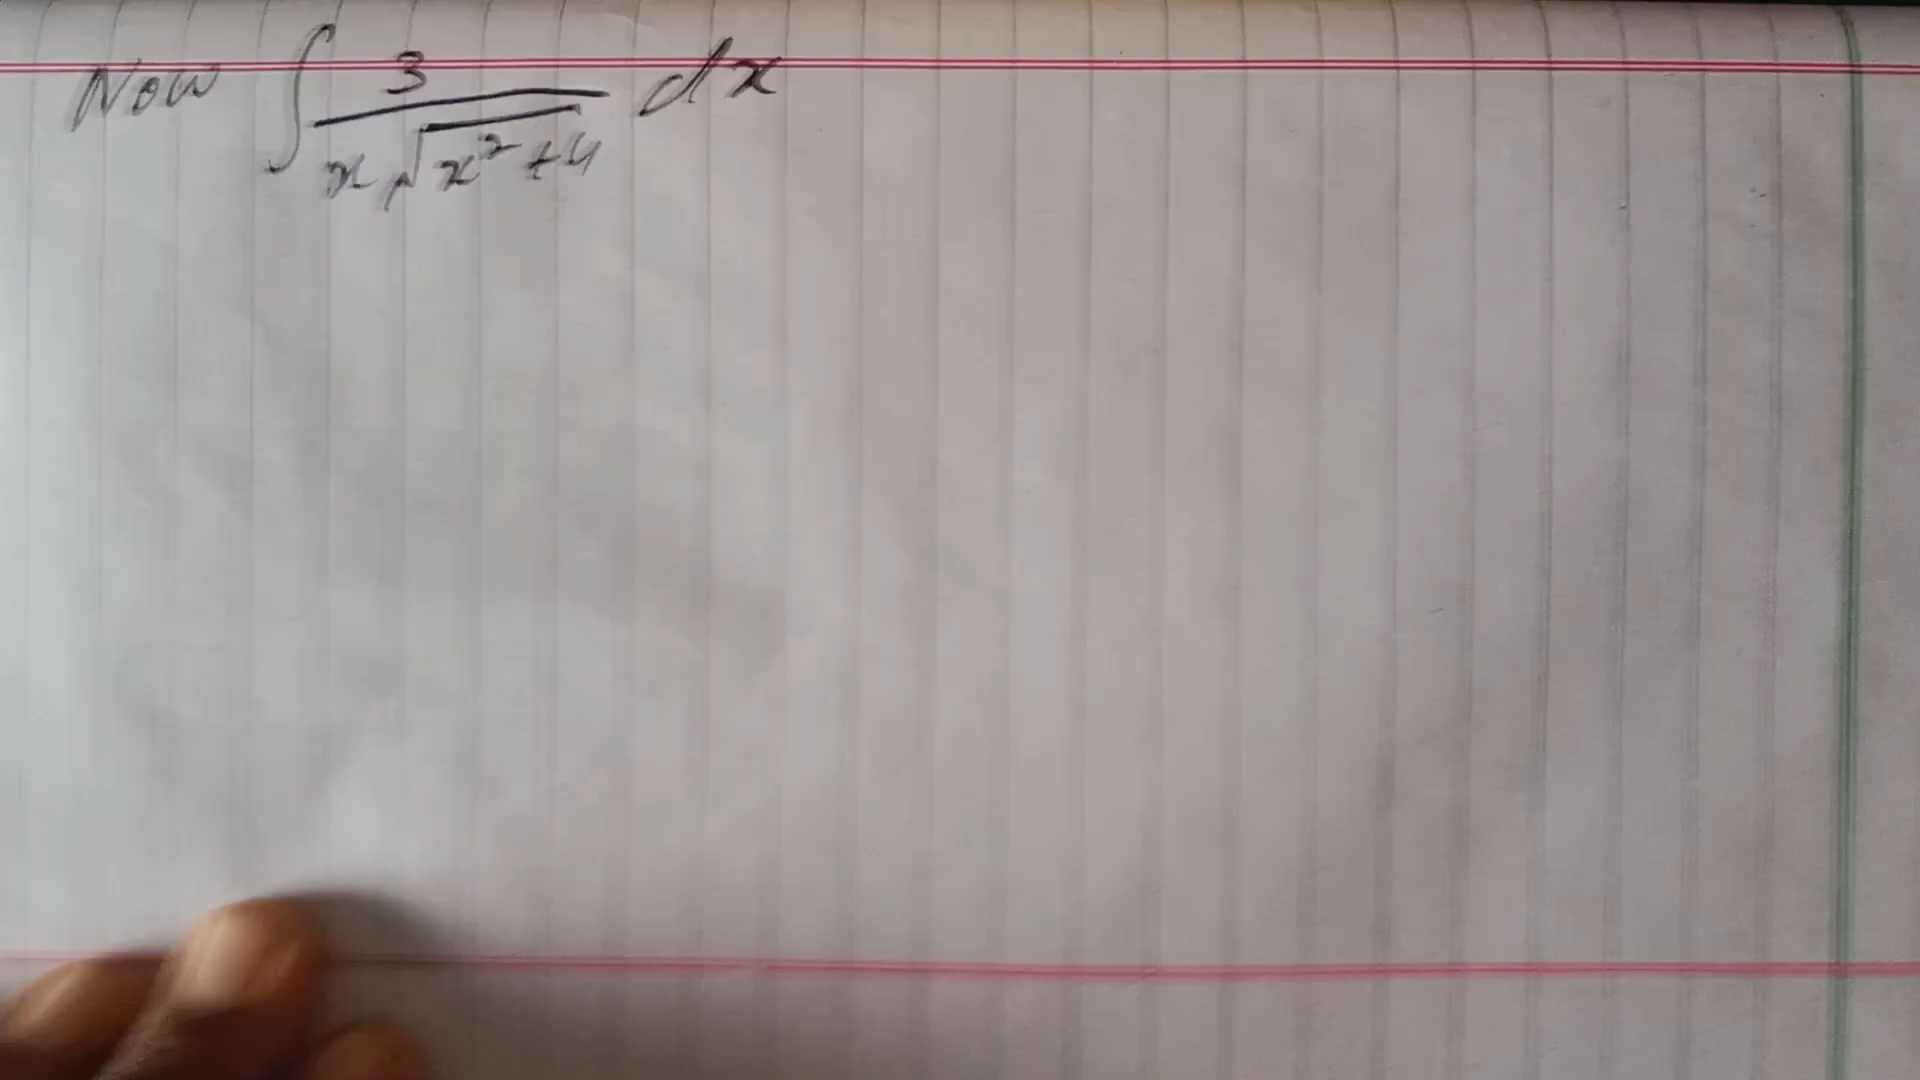 Now ∫ 3/(x√(x²+4)) dx